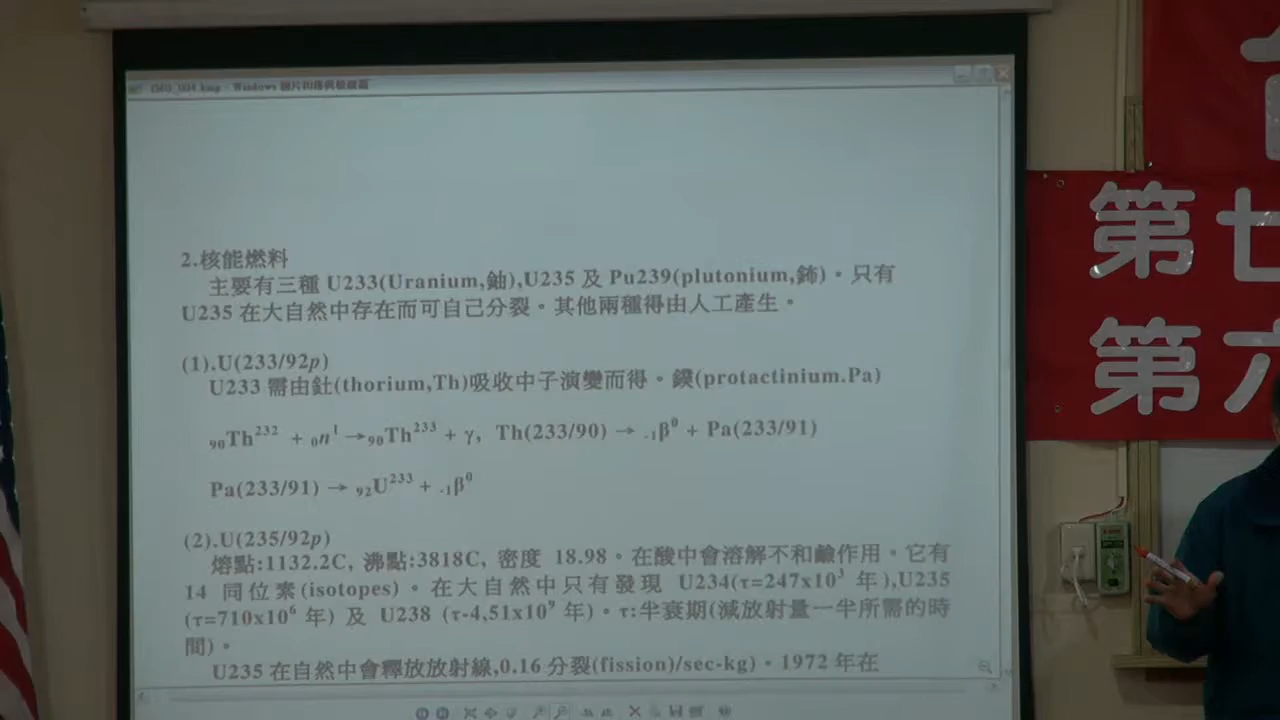 Windows
2.核能燃料
主要有三種 U233(Uranium,鈾),U235 及 Pu239(plutonium,鈽)。只有
U235 在大自然中存在而可自己分裂。其他兩種得由人工產生。
(1).U(233/92p)
U233 需由釷(thorium,Th)吸收中子演變而得。鏷(protactinium.Pa)
₉₀Th²³² + ₀n¹ →₉₀Th²³³ + γ, Th(233/90) → ₋₁β⁰ + Pa(233/91)
Pa(233/91) → ₉₂U²³³ + ₋₁β⁰
(2).U(235/92p)
熔點:1132.2C, 沸點:3818C, 密度 18.98。在酸中會溶解不和鹼作用。它有
14 同位素(isotopes)。在大自然中只有發現 U234(τ=247x10³ 年),U235
(τ=710x10⁶ 年) 及 U238 (τ-4,51x10⁹ 年)。τ:半衰期(減放射量一半所需的時
間)。
U235 在自然中會釋放放射線,0.16 分裂(fission)/sec-kg)。1972 年在
第廿
第六